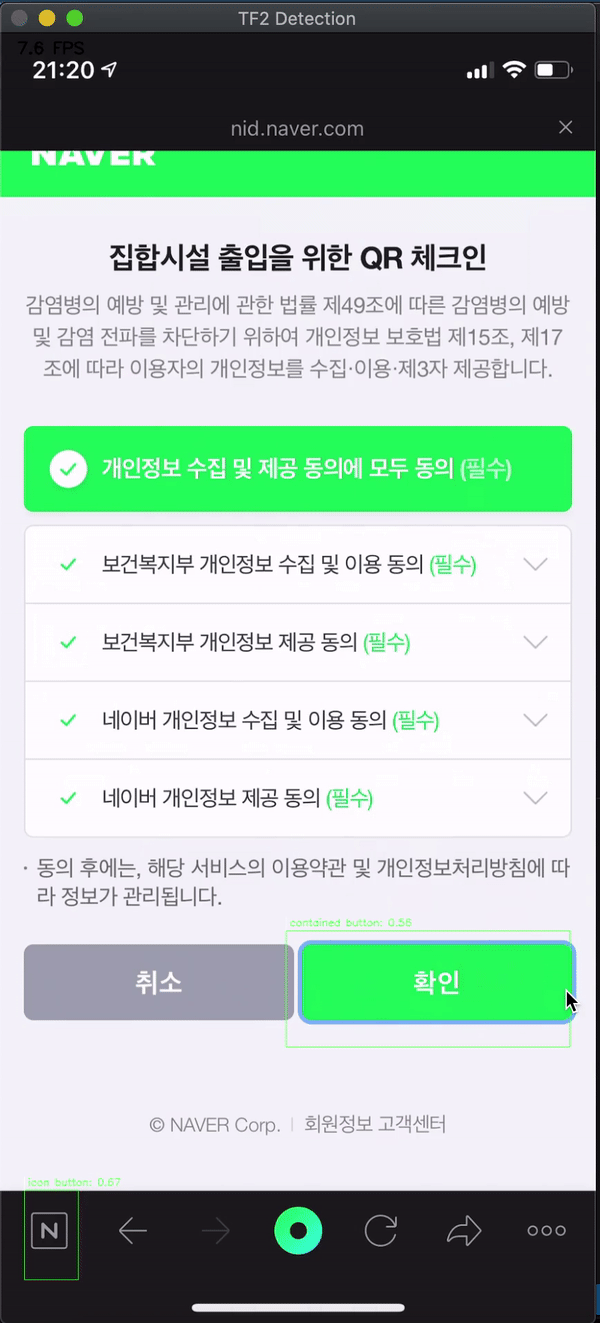 TF2 Detection
7.6 FPS
21:20
nid.naver.com
NAVER
집합시설 출입을 위한 QR 체크인
감염병의 예방 및 관리에 관한 법률 제49조에 따른 감염병의 예방
및 감염 전파를 차단하기 위하여 개인정보 보호법 제15조, 제17
조에 따라 이용자의 개인정보를 수집·이용·제3자 제공합니다.
개인정보 수집 및 제공 동의에 모두 동의 (필수)
보건복지부 개인정보 수집 및 이용 동의 (필수)
보건복지부 개인정보 제공 동의 (필수)
네이버 개인정보 수집 및 이용 동의 (필수)
네이버 개인정보 제공 동의 (필수)
· 동의 후에는, 해당 서비스의 이용약관 및 개인정보처리방침에 따
라 정보가 관리됩니다.
contained button: 0.56
취소 확인
© NAVER Corp. | 회원정보 고객센터
icon button: 0.67
N